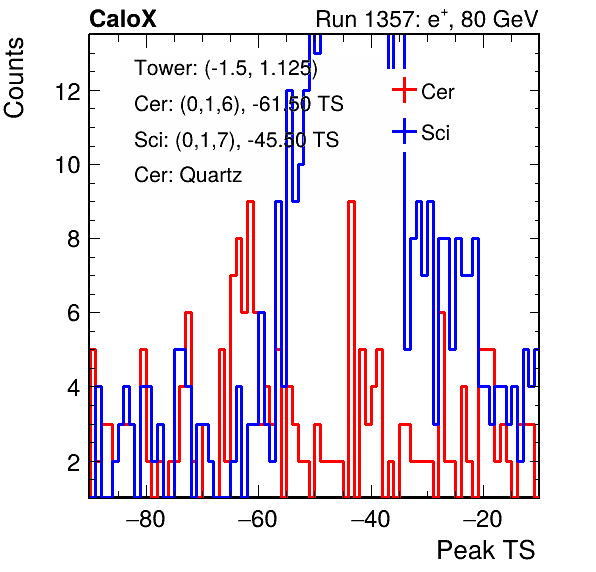 CaloX Run 1357: e⁺, 80 GeV
Counts
Tower: (-1.5, 1.125)
Cer: (0,1,6), -61.50 TS
Sci: (0,1,7), -45.50 TS
Cer: Quartz
Cer
Sci
12
10
8
6
4
2
−80 −60 −40 −20
Peak TS